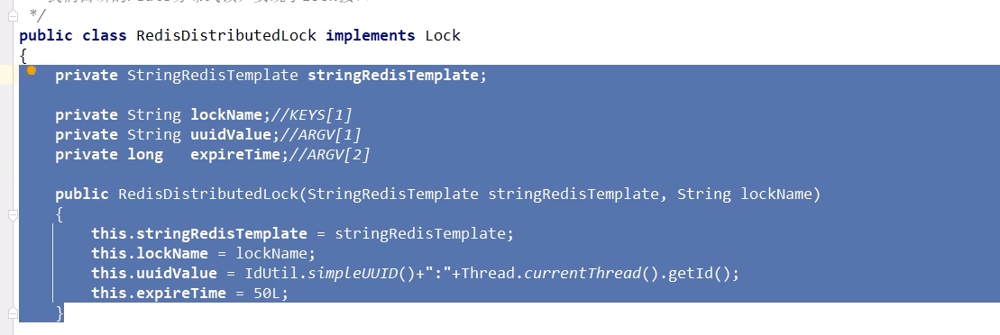 */
public class RedisDistributedLock implements Lock
{
private StringRedisTemplate stringRedisTemplate;
private String lockName;//KEYS[1]
private String uuidValue;//ARGV[1]
private long   expireTime;//ARGV[2]
public RedisDistributedLock(StringRedisTemplate stringRedisTemplate, String lockName)
{
this.stringRedisTemplate = stringRedisTemplate;
this.lockName = lockName;
this.uuidValue = IdUtil.simpleUUID()+":"+Thread.currentThread().getId();
this.expireTime = 50L;
}